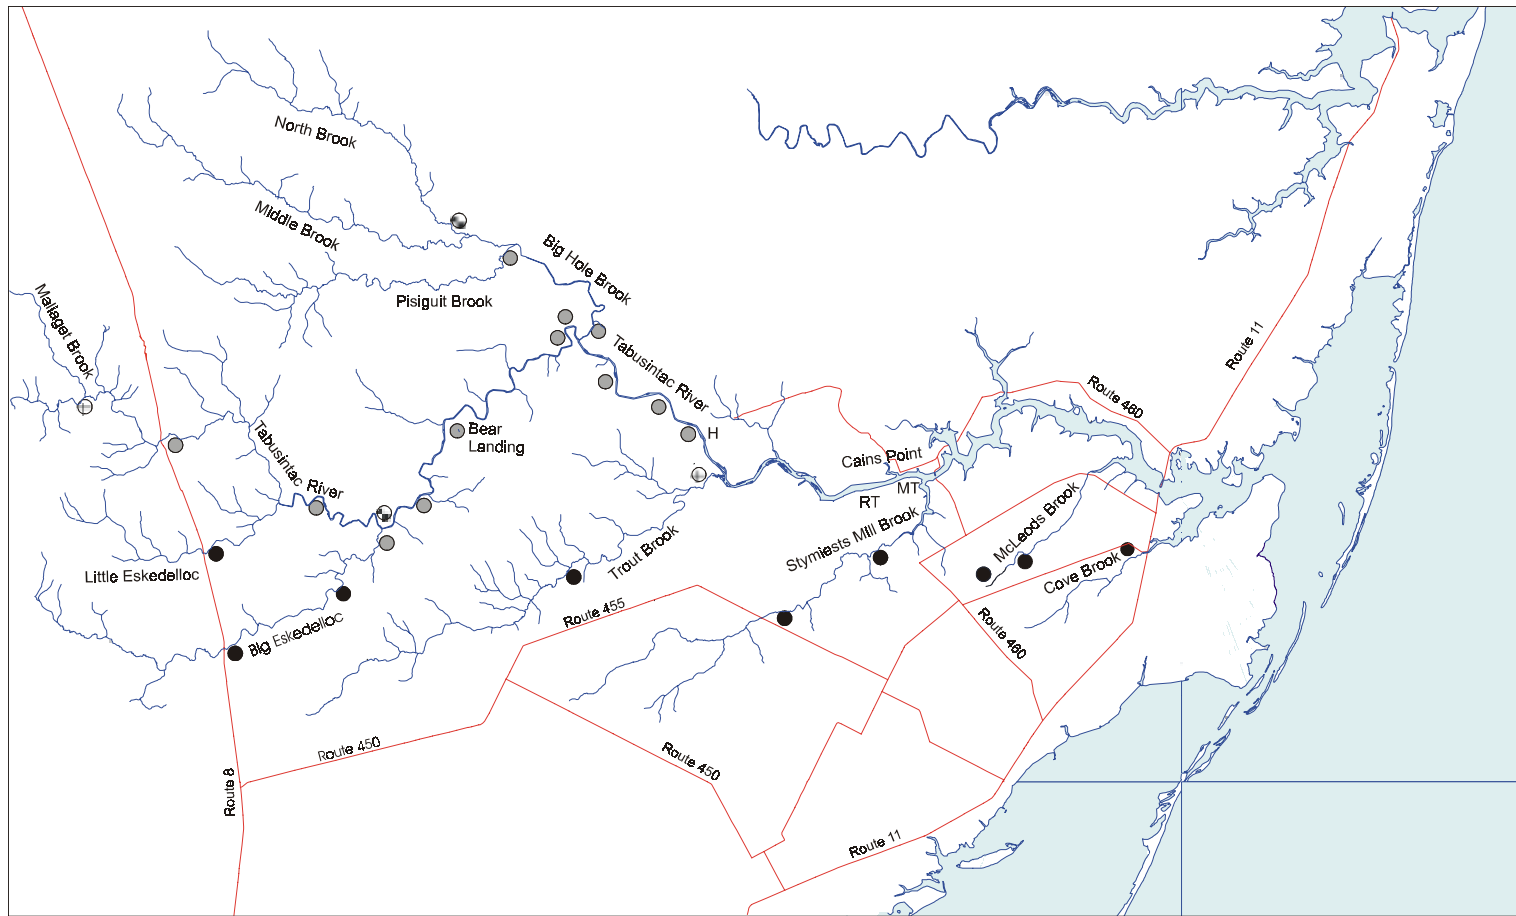 North Brook
Middle Brook
Big Hole Brook
Pisiguit Brook
Mallaget Brook
Tabusintac River
Route 11
Route 460
Bear
Landing
H
Tabusintac River
Cains Point
MT
RT
McLeods Brook
Stymiests Mill Brook
Trout Brook
Cove Brook
Little Eskedelloc
Route 455
Route 460
Big Eskedelloc
Route 450
Route 450
Route 8
Route 11